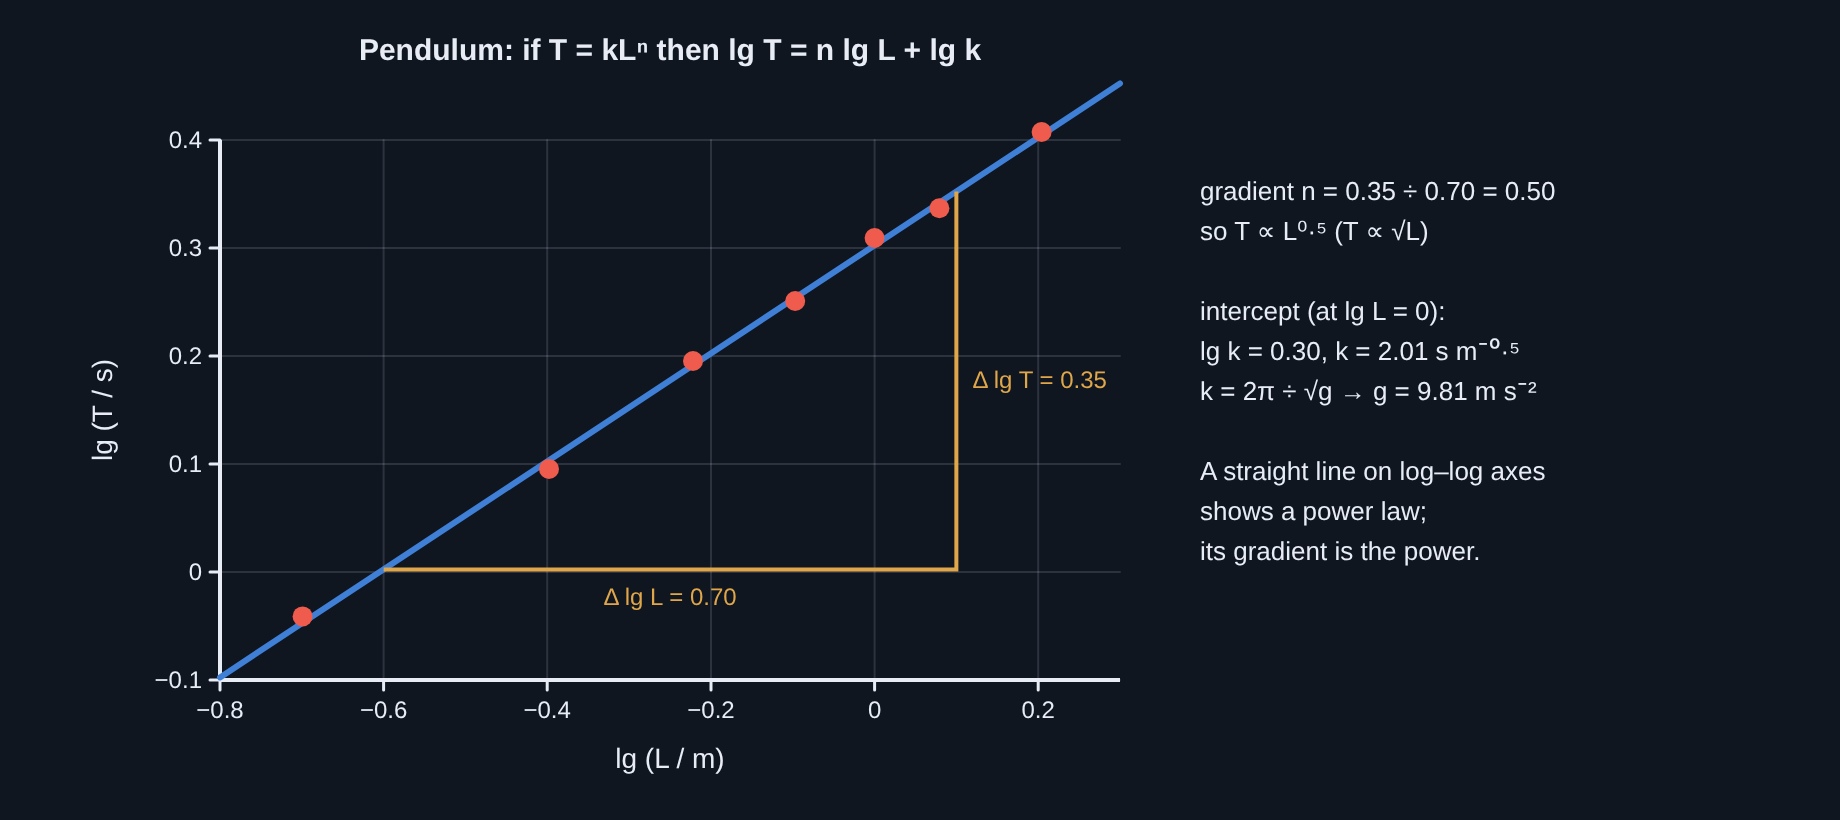 Pendulum: if T = kLⁿ then lg T = n lg L + lg k
0.4
0.3
0.2
0.1
0
−0.1
lg (T / s)
−0.8
−0.6
−0.4
−0.2
0
0.2
lg (L / m)
Δ lg T = 0.35
Δ lg L = 0.70
gradient n = 0.35 ÷ 0.70 = 0.50
so T ∝ L⁰·⁵ (T ∝ √L)
intercept (at lg L = 0):
lg k = 0.30, k = 2.01 s m⁻⁰·⁵
k = 2π ÷ √g → g = 9.81 m s⁻²
A straight line on log–log axes
shows a power law;
its gradient is the power.